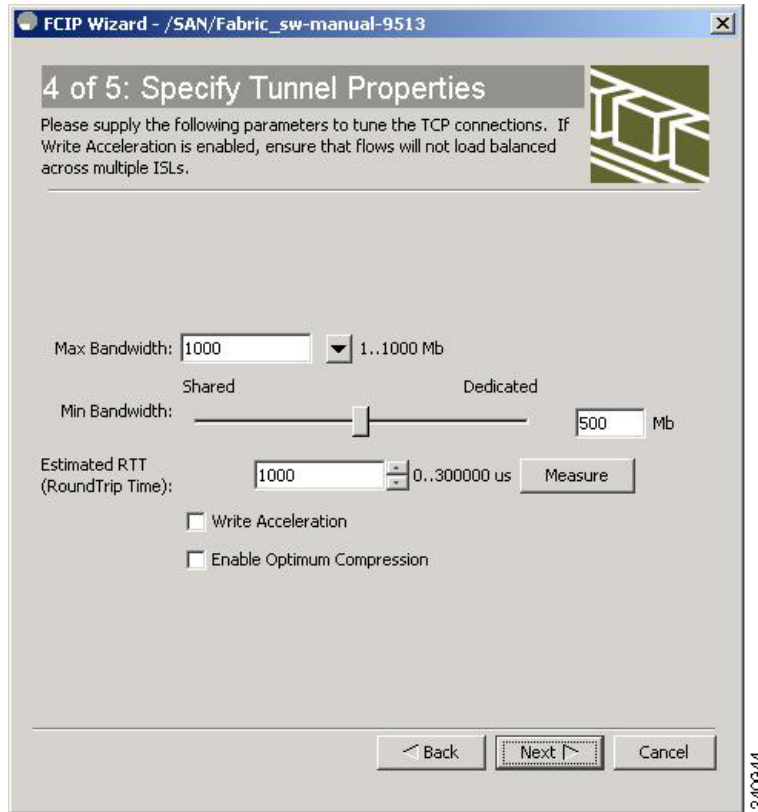 FCIP Wizard - /SAN/Fabric_sw-manual-9513
4 of 5: Specify Tunnel Properties
Please supply the following parameters to tune the TCP connections. If
Write Acceleration is enabled, ensure that flows will not load balanced
across multiple ISLs.
Max Bandwidth: 1000 1..1000 Mb
Shared Dedicated
Min Bandwidth: 500 Mb
Estimated RTT
(RoundTrip Time): 1000 0..300000 us Measure
Write Acceleration
Enable Optimum Compression
Back Next Cancel